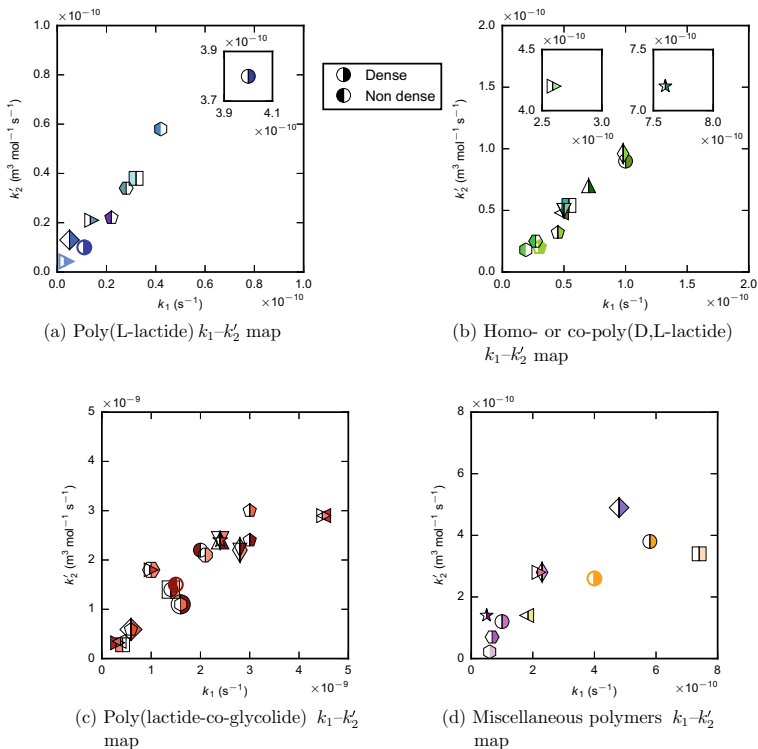 ×10⁻¹⁰
1.0
0.8
0.6
0.4
0.2
0.0
k₂′ (m³ mol⁻¹ s⁻¹)
0.0 0.2 0.4 0.6 0.8 1.0
k₁ (s⁻¹) ×10⁻¹⁰
×10⁻¹⁰
3.9
3.7
3.9 4.1
×10⁻¹⁰
(a) Poly(L-lactide) k₁–k₂′ map
Dense
Non dense
×10⁻¹⁰
2.0
1.5
1.0
0.5
0.0
k₂′ (m³ mol⁻¹ s⁻¹)
0.0 0.5 1.0 1.5 2.0
k₁ (s⁻¹) ×10⁻¹⁰
×10⁻¹⁰
4.5
4.0
2.5 3.0
×10⁻¹⁰
×10⁻¹⁰
7.5
7.0
7.5 8.0
×10⁻¹⁰
(b) Homo- or co-poly(D,L-lactide)
k₁–k₂′ map
×10⁻⁹
5
4
3
2
1
0
k₂′ (m³ mol⁻¹ s⁻¹)
0 1 2 3 4 5
k₁ (s⁻¹) ×10⁻⁹
(c) Poly(lactide-co-glycolide) k₁–k₂′
map
×10⁻¹⁰
8
6
4
2
0
k₂′ (m³ mol⁻¹ s⁻¹)
0 2 4 6 8
k₁ (s⁻¹) ×10⁻¹⁰
(d) Miscellaneous polymers k₁–k₂′
map